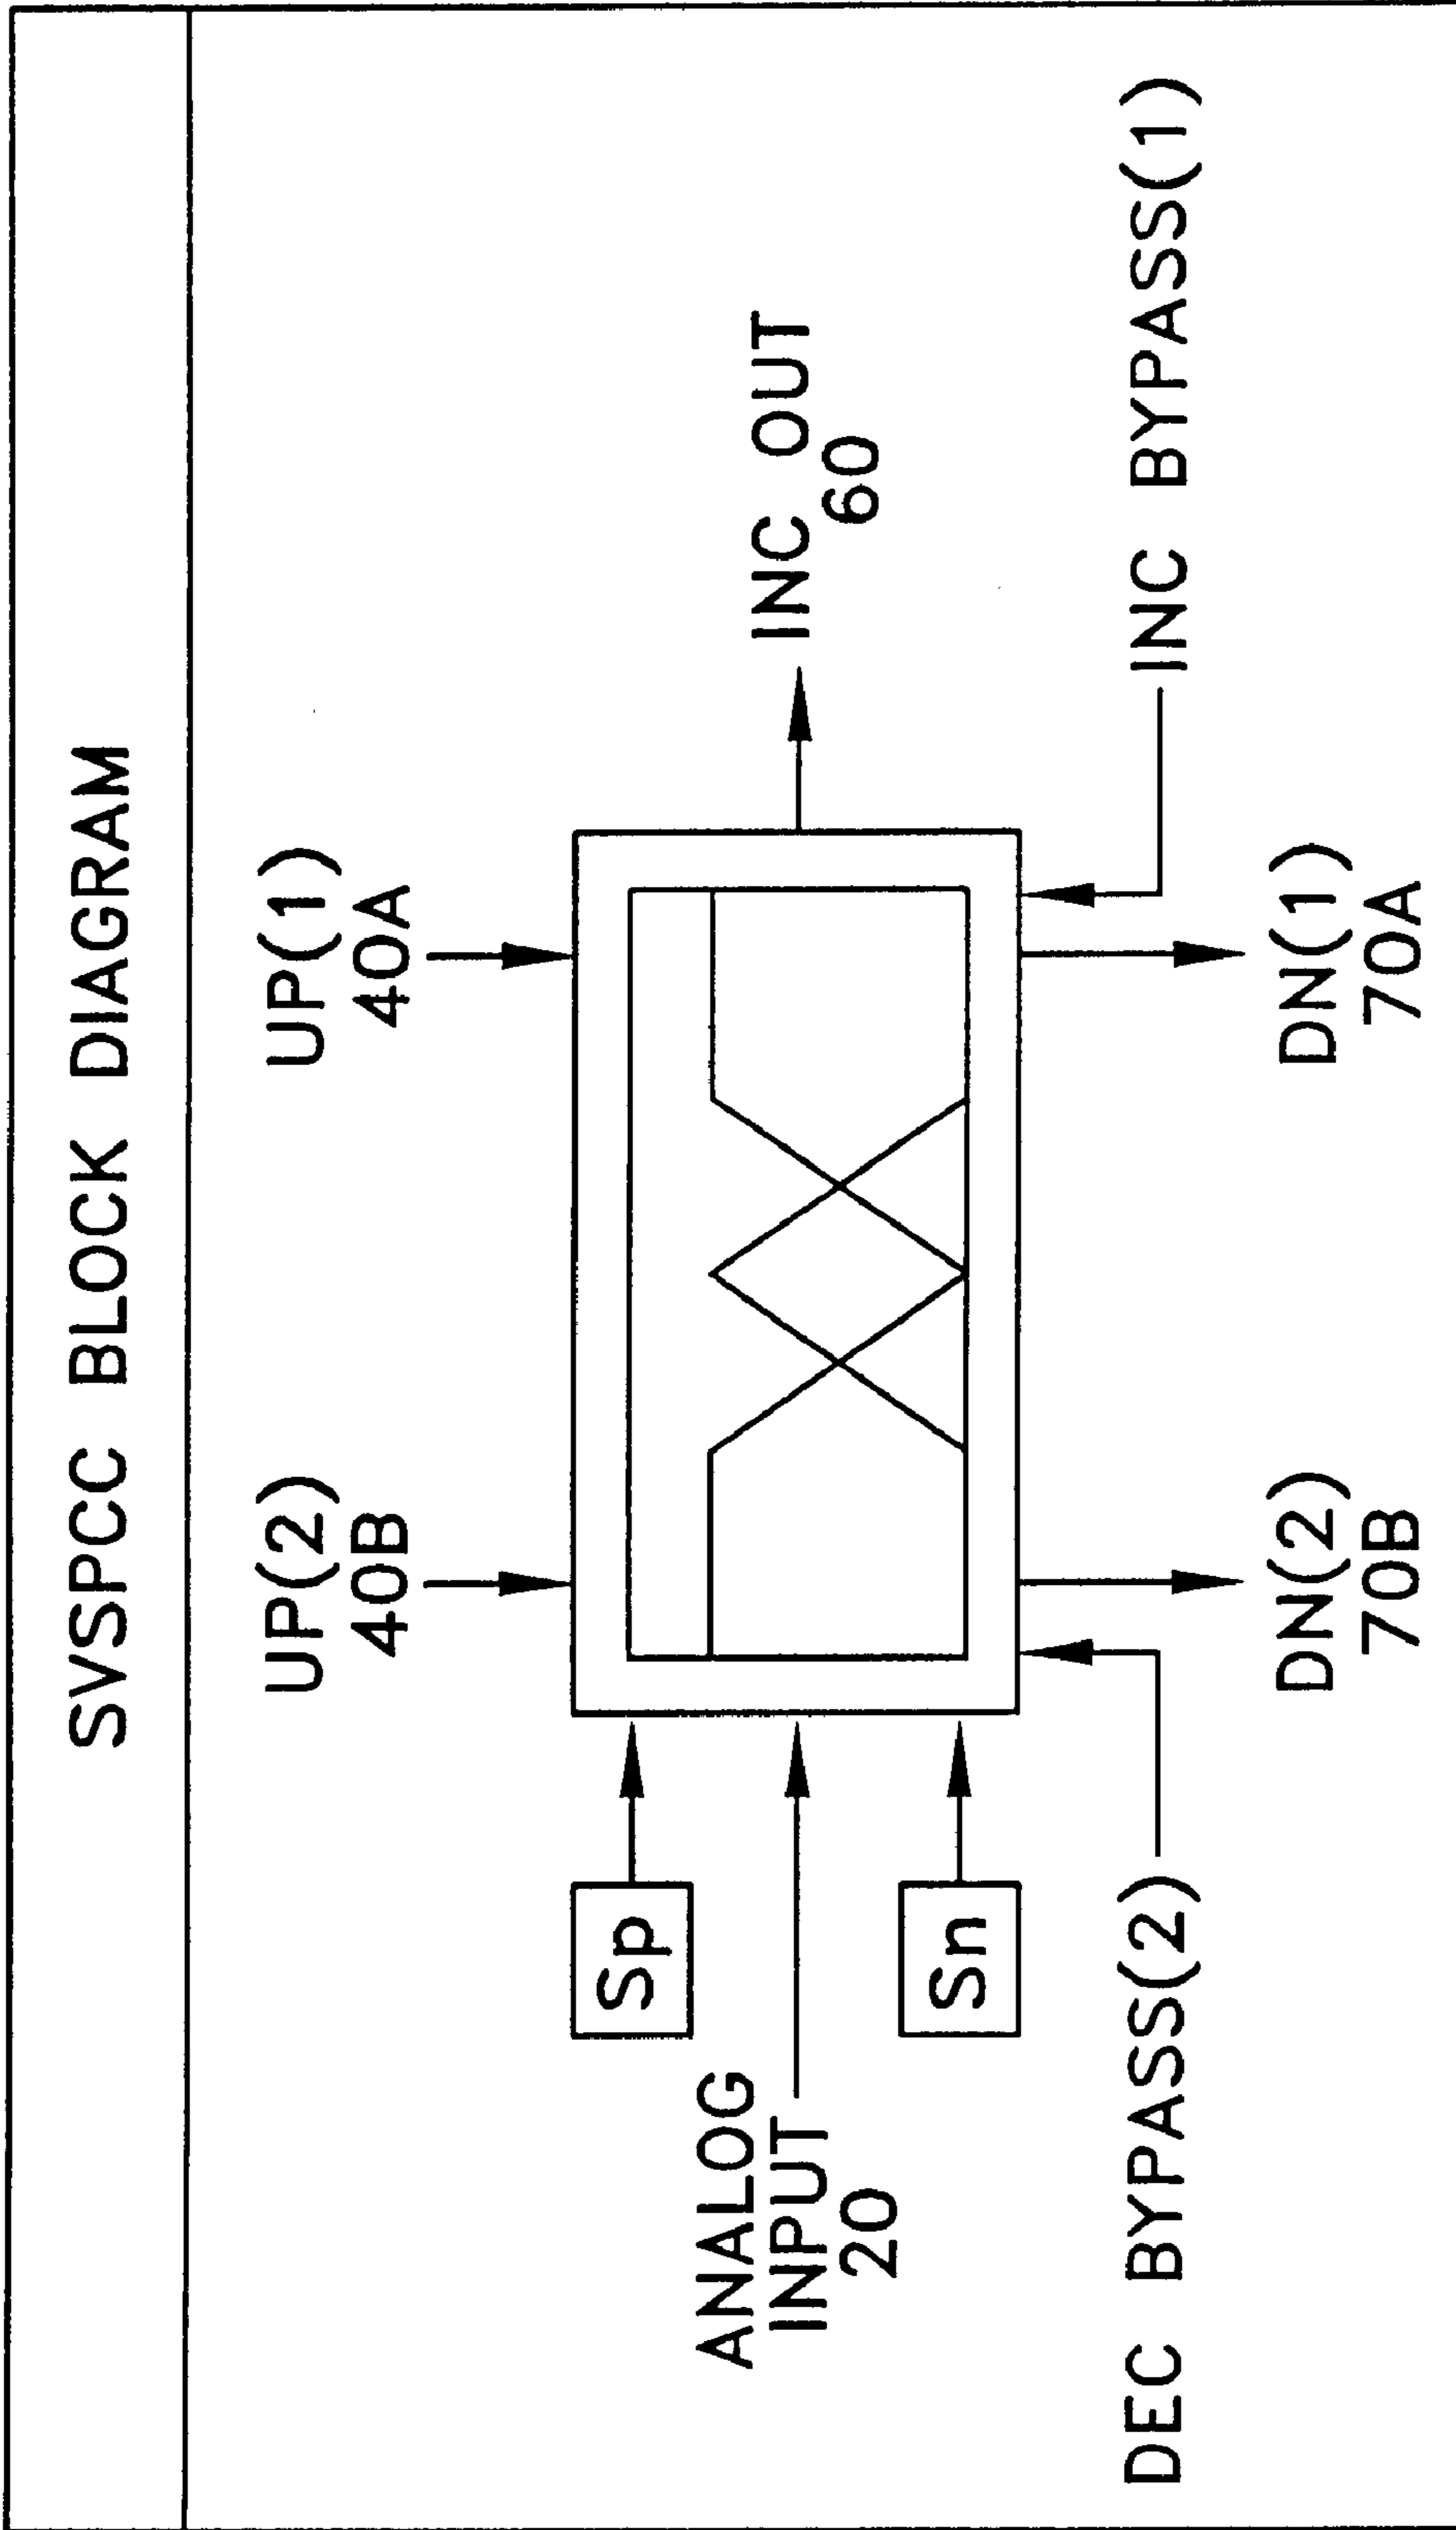 SVSPCC BLOCK DIAGRAM
UP(2)
40B
UP(1)
40A
Sp
ANALOG
INPUT
20
Sn
INC OUT
60
DEC BYPASS(2)
INC BYPASS(1)
DN(2)
70B
DN(1)
70A